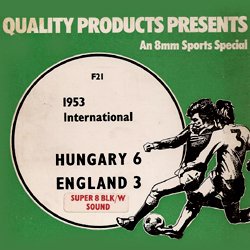 QUALITY PRODUCTS PRESENTS
An 8mm Sports Special
F21
1953
International
HUNGARY 6
ENGLAND 3
SUPER 8 BLK/W
SOUND